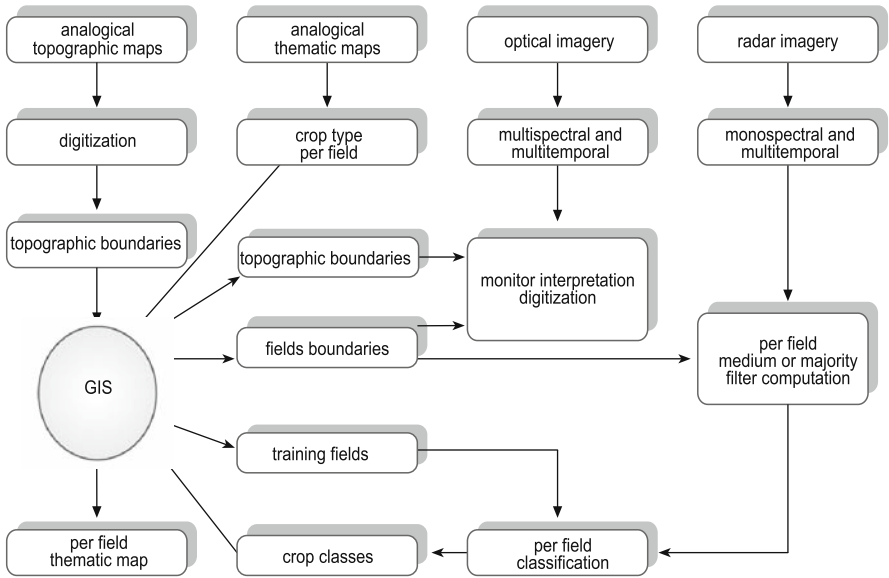 analogical
topographic maps
analogical
thematic maps
optical imagery
radar imagery
digitization
crop type
per field
multispectral and
multitemporal
monospectral and
multitemporal
topographic boundaries
topographic boundaries
monitor interpretation
digitization
fields boundaries
per field
medium or majority
filter computation
GIS
training fields
per field
thematic map
crop classes
per field
classification